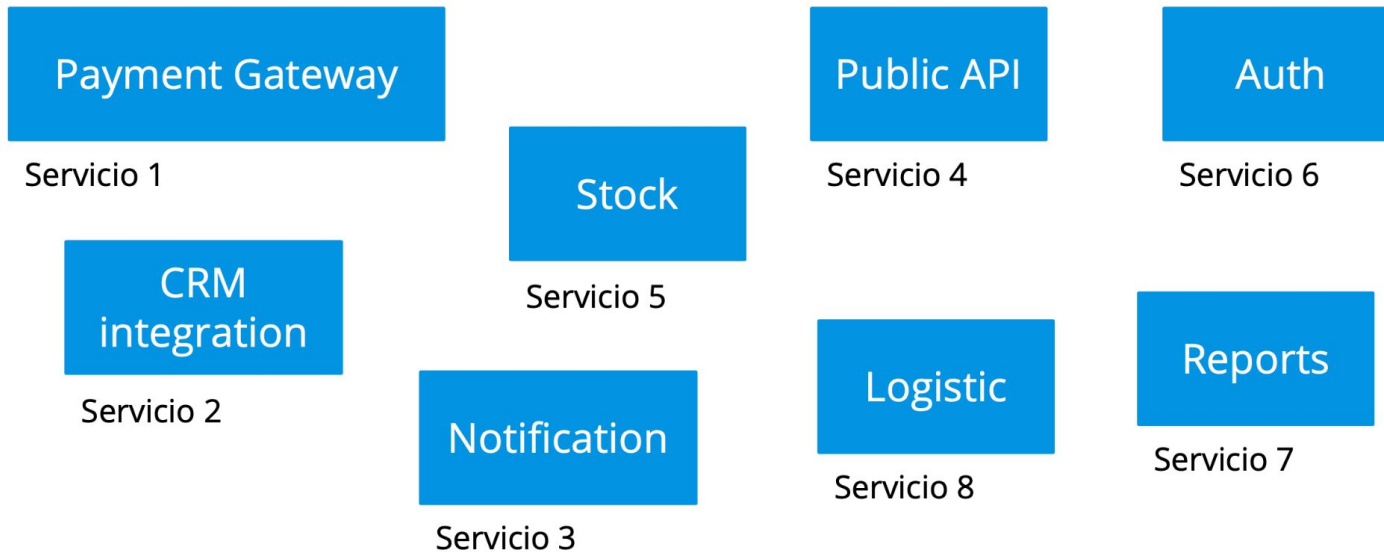 Payment Gateway
Servicio 1
CRM
integration
Servicio 2
Stock
Servicio 5
Notification
Servicio 3
Public API
Servicio 4
Auth
Servicio 6
Logistic
Servicio 8
Reports
Servicio 7